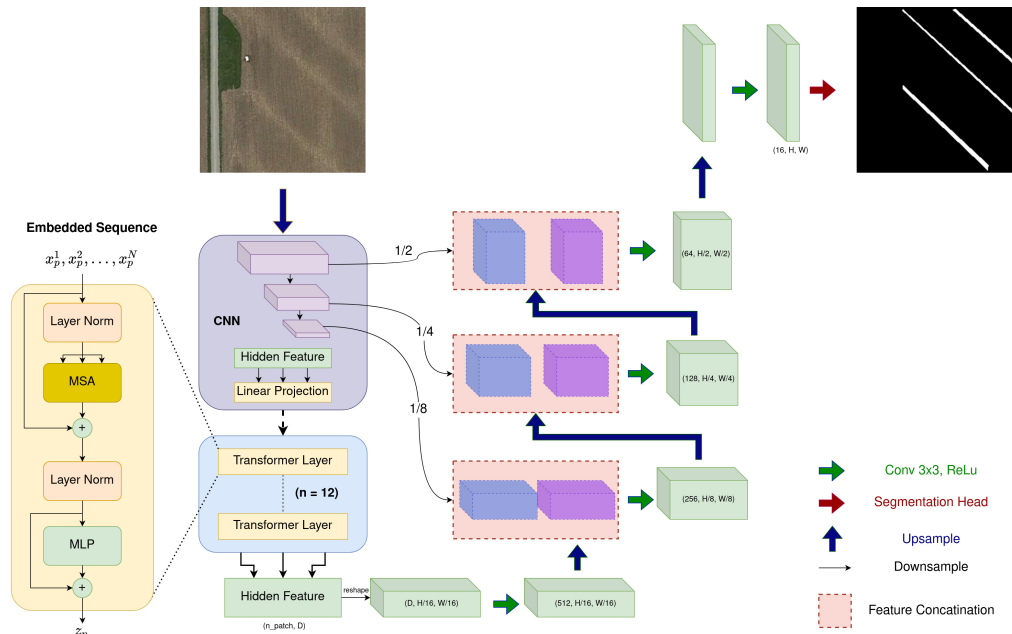 Embedded Sequence
x_p^1, x_p^2, . . . , x_p^N
Layer Norm
MSA
+
Layer Norm
MLP
+
CNN
Hidden Feature
Linear Projection
Transformer Layer
(n = 12)
Transformer Layer
Hidden Feature
(n_patch, D)
reshape
(D, H/16, W/16)
(512, H/16, W/16)
1/2
1/4
1/8
(64, H/2, W/2)
(128, H/4, W/4)
(256, H/8, W/8)
(16, H, W)
Conv 3x3, ReLu
Segmentation Head
Upsample
Downsample
Feature Concatination